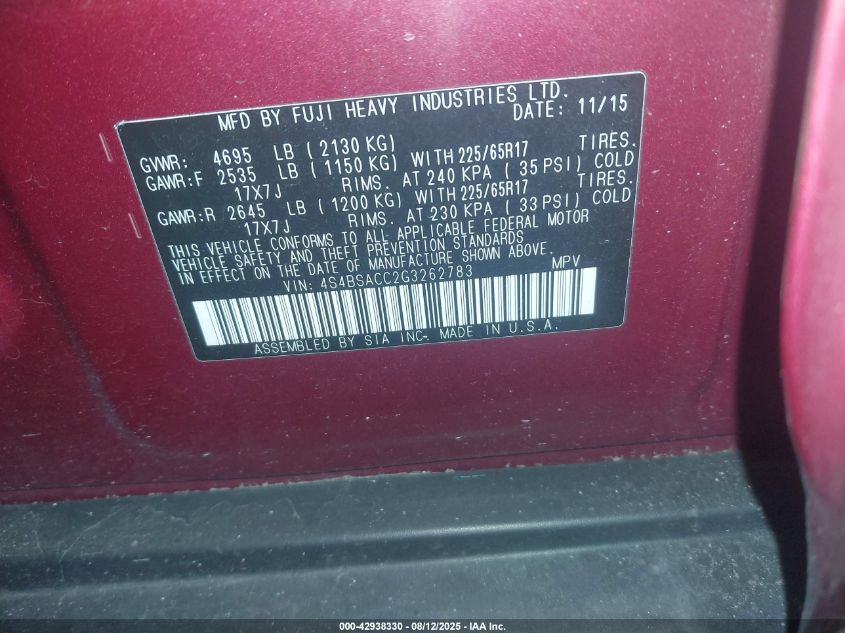 MFD BY FUJI HEAVY INDUSTRIES LTD.
DATE: 11/15
GVWR: 4695 LB ( 2130 KG)
GAWR:F 2535 LB ( 1150 KG) WITH 225/65R17 TIRES.
17X7J RIMS. AT 240 KPA ( 35 PSI) COLD
GAWR:R 2645 LB ( 1200 KG) WITH 225/65R17 TIRES.
17X7J RIMS. AT 230 KPA ( 33 PSI) COLD
THIS VEHICLE CONFORMS TO ALL APPLICABLE FEDERAL MOTOR
VEHICLE SAFETY AND THEFT PREVENTION STANDARDS
IN EFFECT ON THE DATE OF MANUFACTURE SHOWN ABOVE.
VIN: 4S4BSACC2G3262783 MPV
ASSEMBLED BY SIA INC. MADE IN U.S.A.
000-42938330 - 08/12/2025 - IAA Inc.